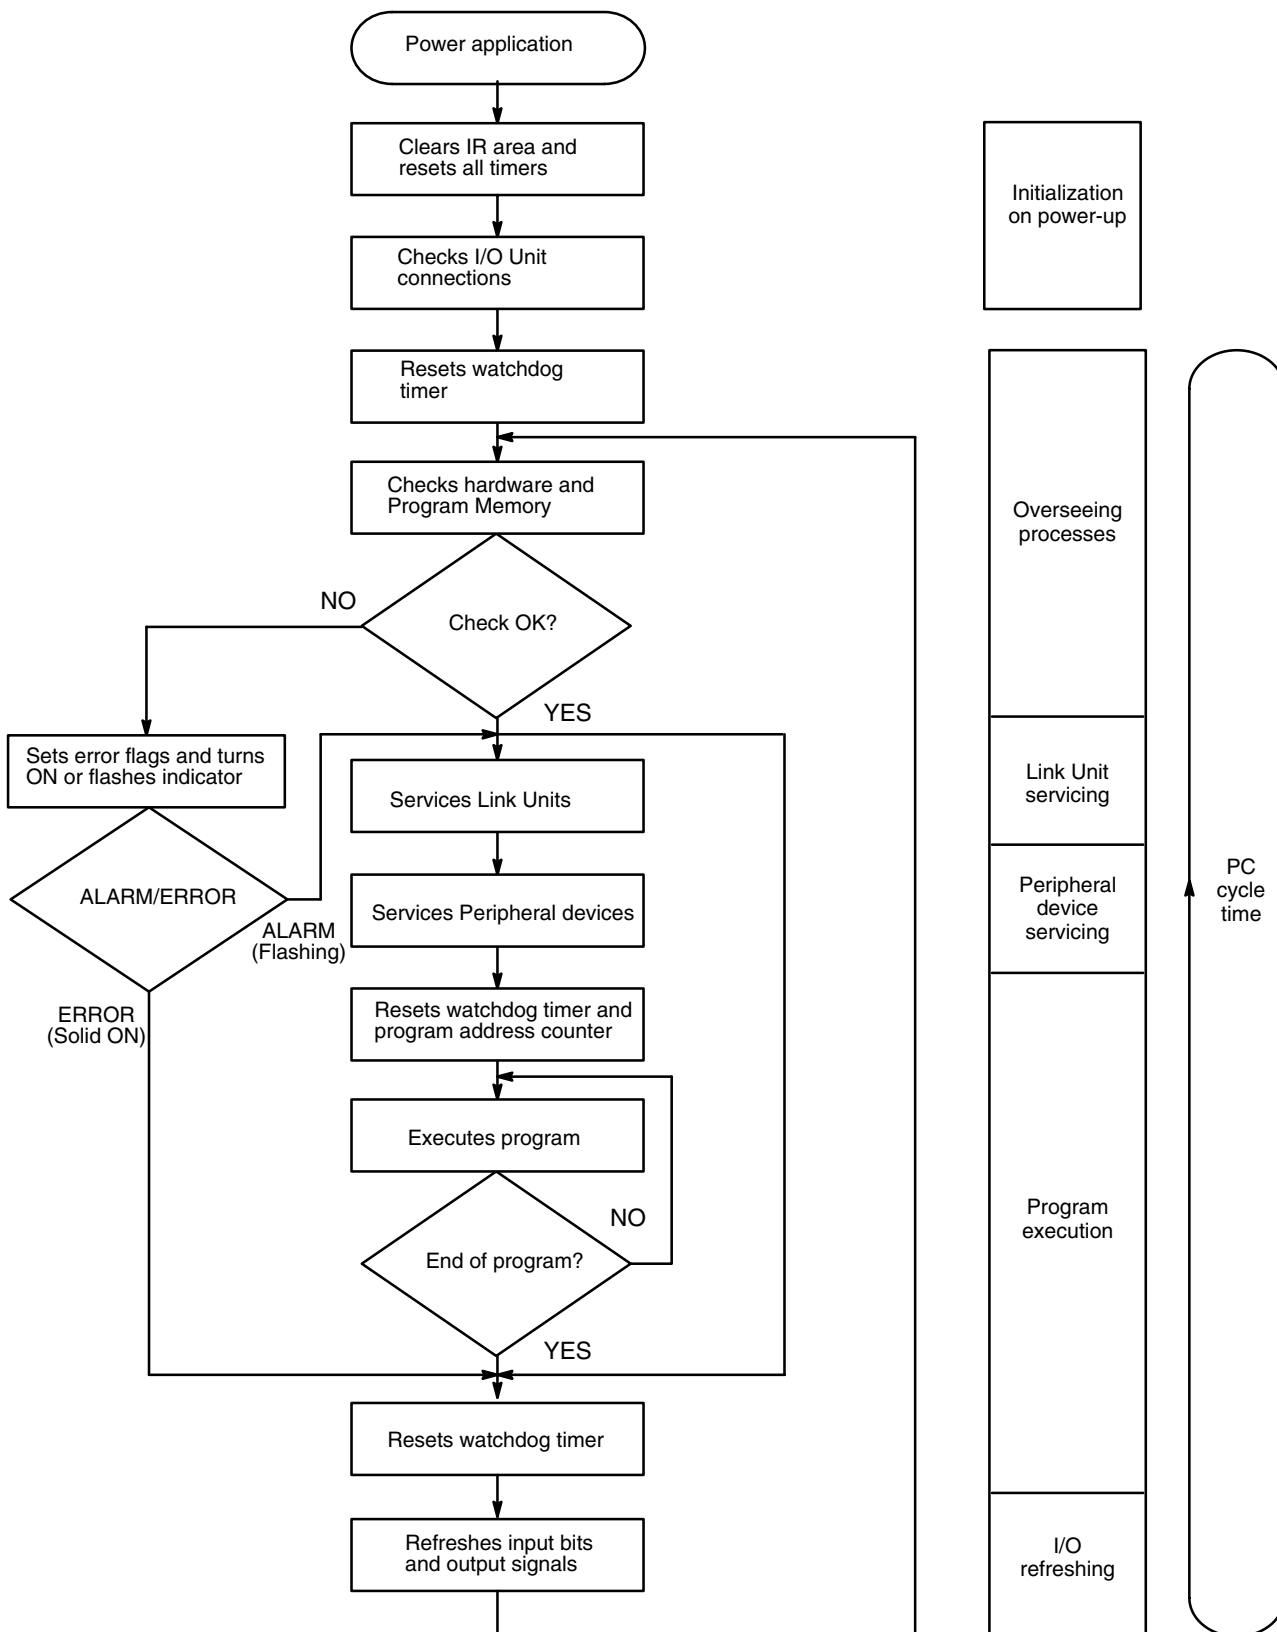 Power application
Clears IR area and
resets all timers
Initialization
on power-up
Checks I/O Unit
connections
Resets watchdog
timer
Checks hardware and
Program Memory
Overseeing
processes
NO
Check OK?
YES
Sets error flags and turns
ON or flashes indicator
Services Link Units
Link Unit
servicing
ALARM/ERROR
ALARM
(Flashing)
Services Peripheral devices
Peripheral
device
servicing
PC
cycle
time
ERROR
(Solid ON)
Resets watchdog timer and
program address counter
Executes program
NO
End of program?
YES
Program
execution
Resets watchdog timer
Refreshes input bits
and output signals
I/O
refreshing